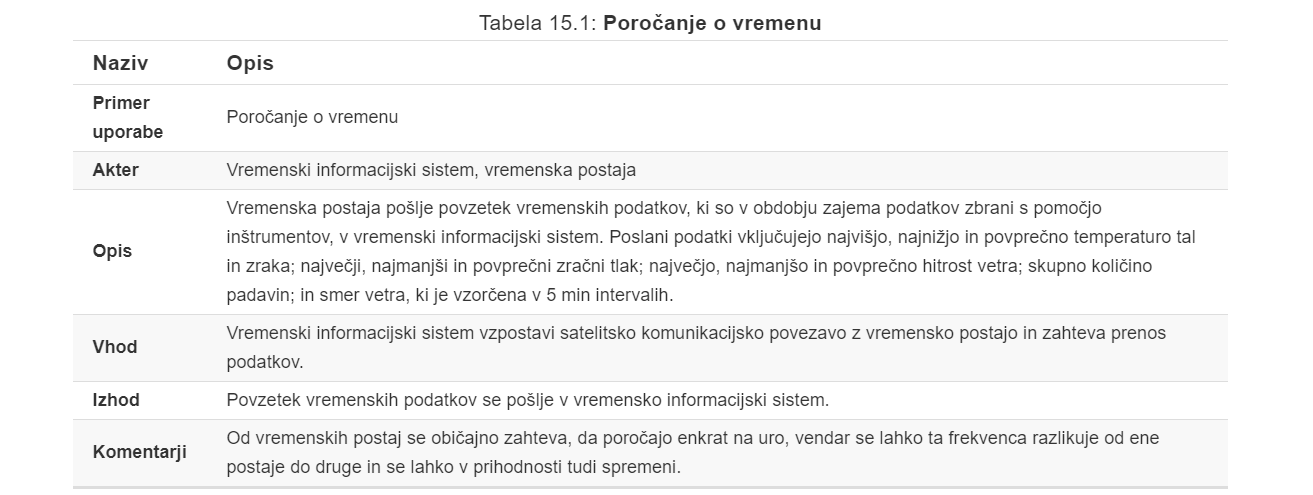 Tabela 15.1: Poročanje o vremenu
Naziv Opis
Primer
uporabe
Poročanje o vremenu
Akter Vremenski informacijski sistem, vremenska postaja
Opis
Vremenska postaja pošlje povzetek vremenskih podatkov, ki so v obdobju zajema podatkov zbrani s pomočjo
inštrumentov, v vremenski informacijski sistem. Poslani podatki vključujejo najvišjo, najnižjo in povprečno temperaturo tal
in zraka; največji, najmanjši in povprečni zračni tlak; največjo, najmanjšo in povprečno hitrost vetra; skupno količino
padavin; in smer vetra, ki je vzorčena v 5 min intervalih.
Vhod
Vremenski informacijski sistem vzpostavi satelitsko komunikacijsko povezavo z vremensko postajo in zahteva prenos
podatkov.
Izhod Povzetek vremenskih podatkov se pošlje v vremensko informacijski sistem.
Komentarji
Od vremenskih postaj se običajno zahteva, da poročajo enkrat na uro, vendar se lahko ta frekvenca razlikuje od ene
postaje do druge in se lahko v prihodnosti tudi spremeni.